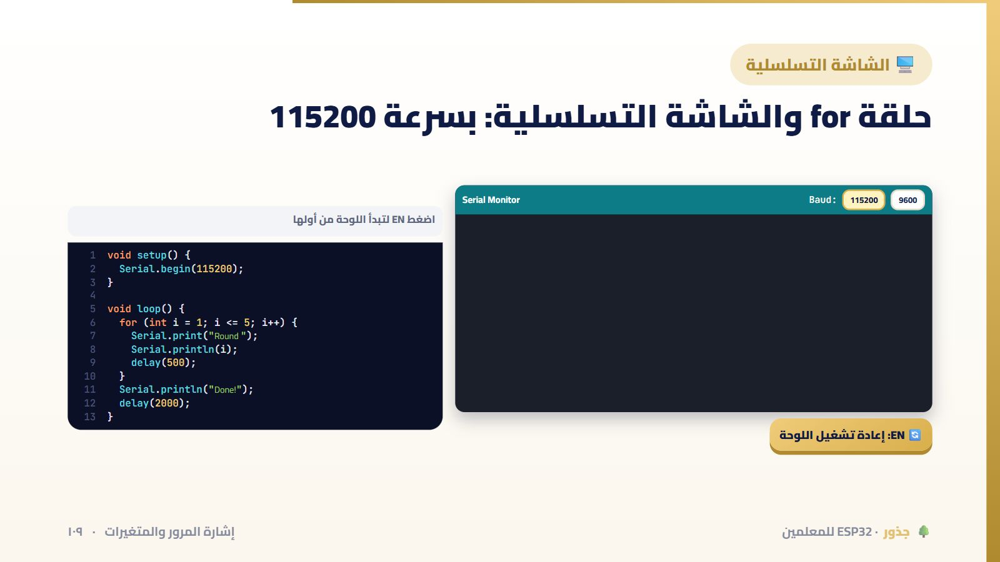 الشاشة التسلسلية
حلقة for والشاشة التسلسلية: بسرعة 115200
Serial Monitor
Baud: 115200 9600
EN: إعادة تشغيل اللوحة
اضغط EN لتبدأ اللوحة من أولها
1 void setup() {
2   Serial.begin(115200);
3 }
4
5 void loop() {
6   for (int i = 1; i <= 5; i++) {
7     Serial.print("Round ");
8     Serial.println(i);
9     delay(500);
10   }
11   Serial.println("Done!");
12   delay(2000);
13 }
جذور · ESP32 للمعلمين
إشارة المرور والمتغيرات · ١٠٩